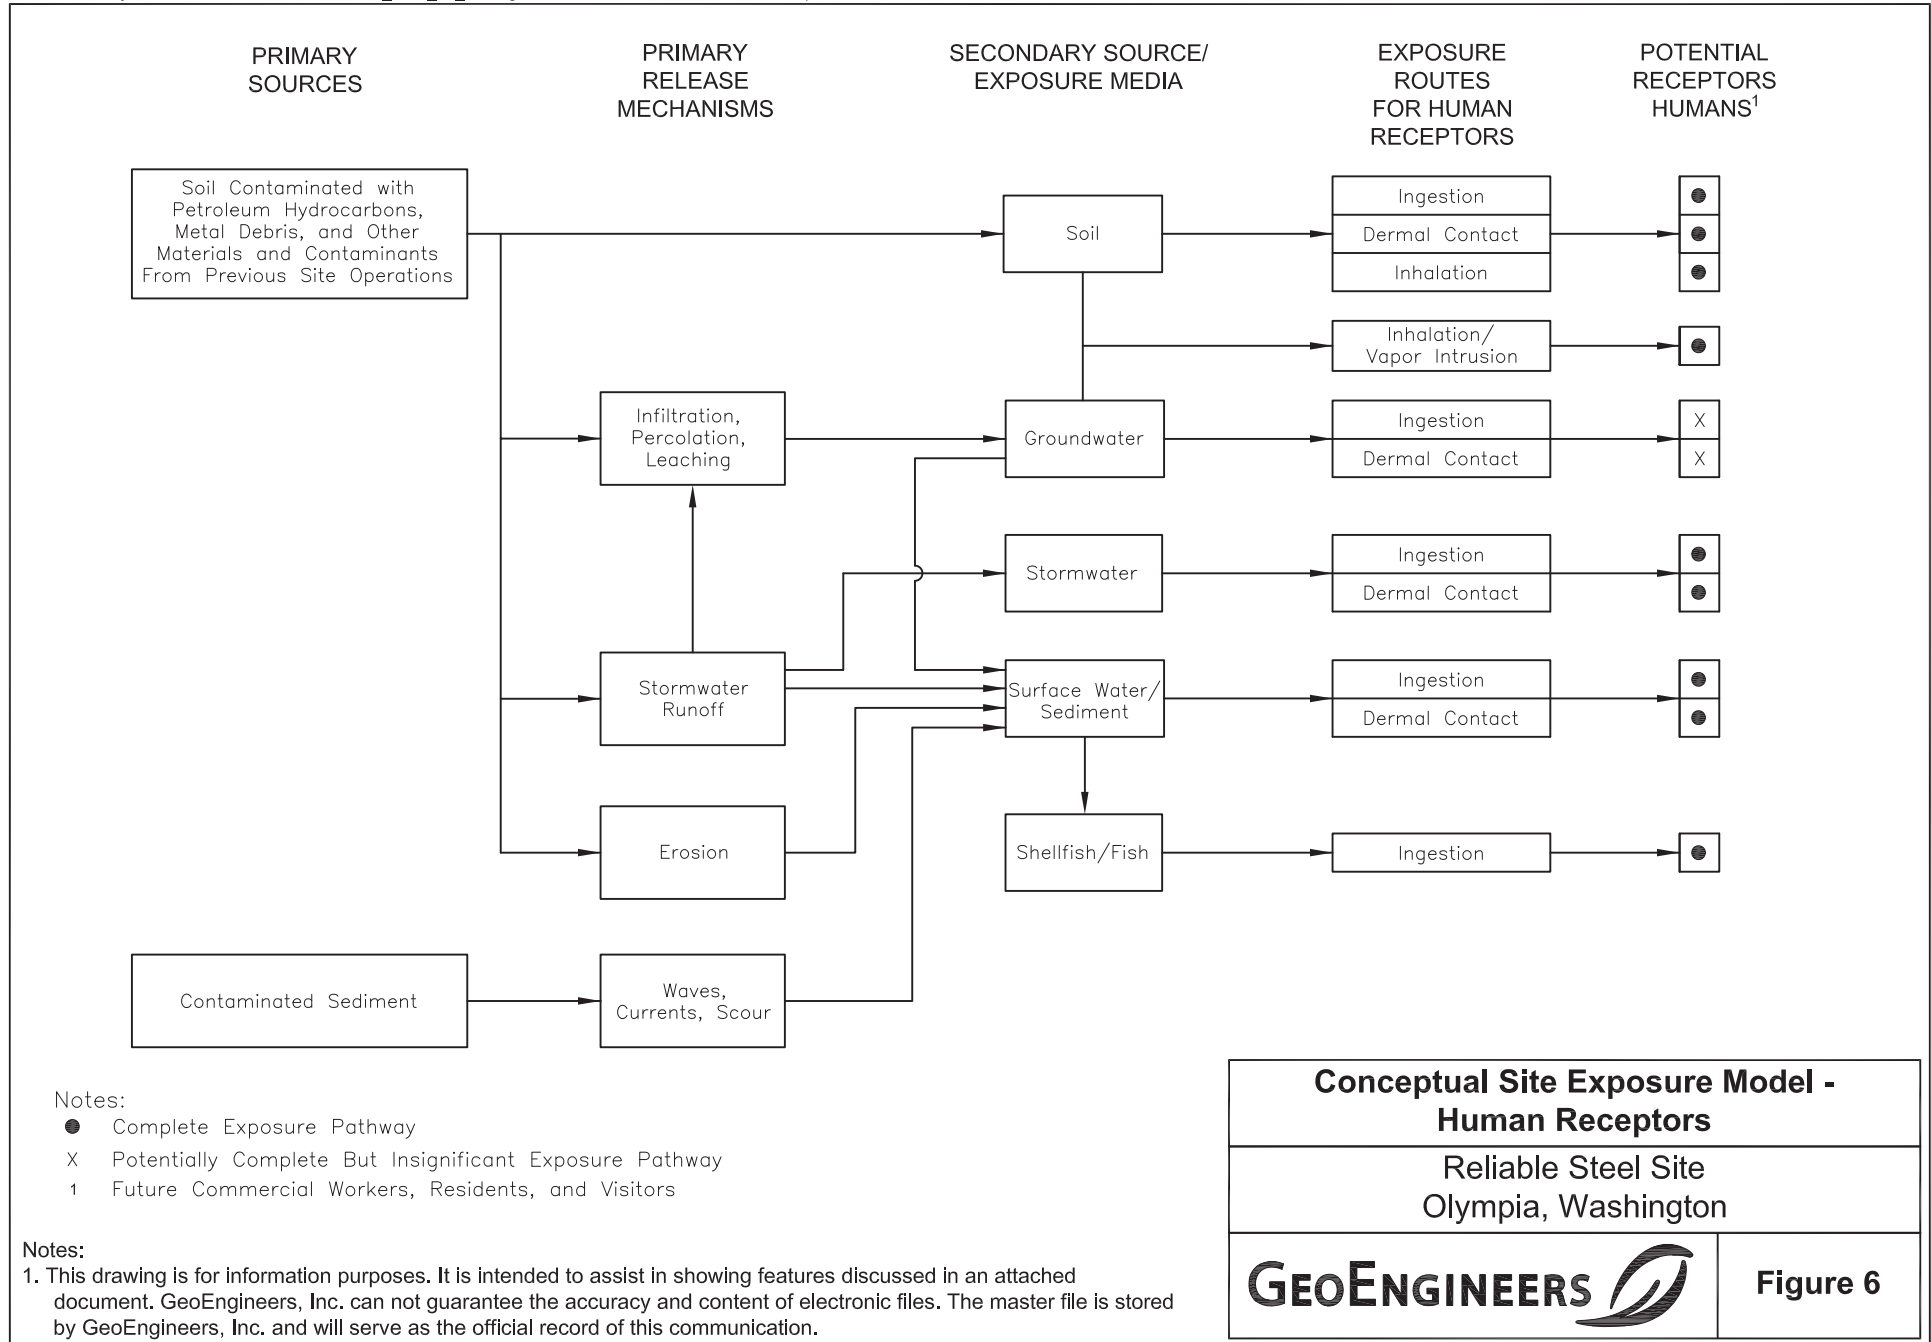 PRIMARY
SOURCES
PRIMARY
RELEASE
MECHANISMS
SECONDARY SOURCE/
EXPOSURE MEDIA
EXPOSURE
ROUTES
FOR HUMAN
RECEPTORS
POTENTIAL
RECEPTORS
HUMANS¹
Soil Contaminated with
Petroleum Hydrocarbons,
Metal Debris, and Other
Materials and Contaminants
From Previous Site Operations
Soil
Ingestion
Dermal Contact
Inhalation
Inhalation/
Vapor Intrusion
Infiltration,
Percolation,
Leaching
Groundwater
Ingestion
X
Dermal Contact
X
Stormwater
Ingestion
Dermal Contact
Stormwater
Runoff
Surface Water/
Sediment
Ingestion
Dermal Contact
Erosion
Shellfish/Fish
Ingestion
Contaminated Sediment
Waves,
Currents, Scour
Notes:
● Complete Exposure Pathway
X Potentially Complete But Insignificant Exposure Pathway
1 Future Commercial Workers, Residents, and Visitors
Notes:
1. This drawing is for information purposes. It is intended to assist in showing features discussed in an attached
document. GeoEngineers, Inc. can not guarantee the accuracy and content of electronic files. The master file is stored
by GeoEngineers, Inc. and will serve as the official record of this communication.
Conceptual Site Exposure Model -
Human Receptors
Reliable Steel Site
Olympia, Washington
GEOENGINEERS
Figure 6